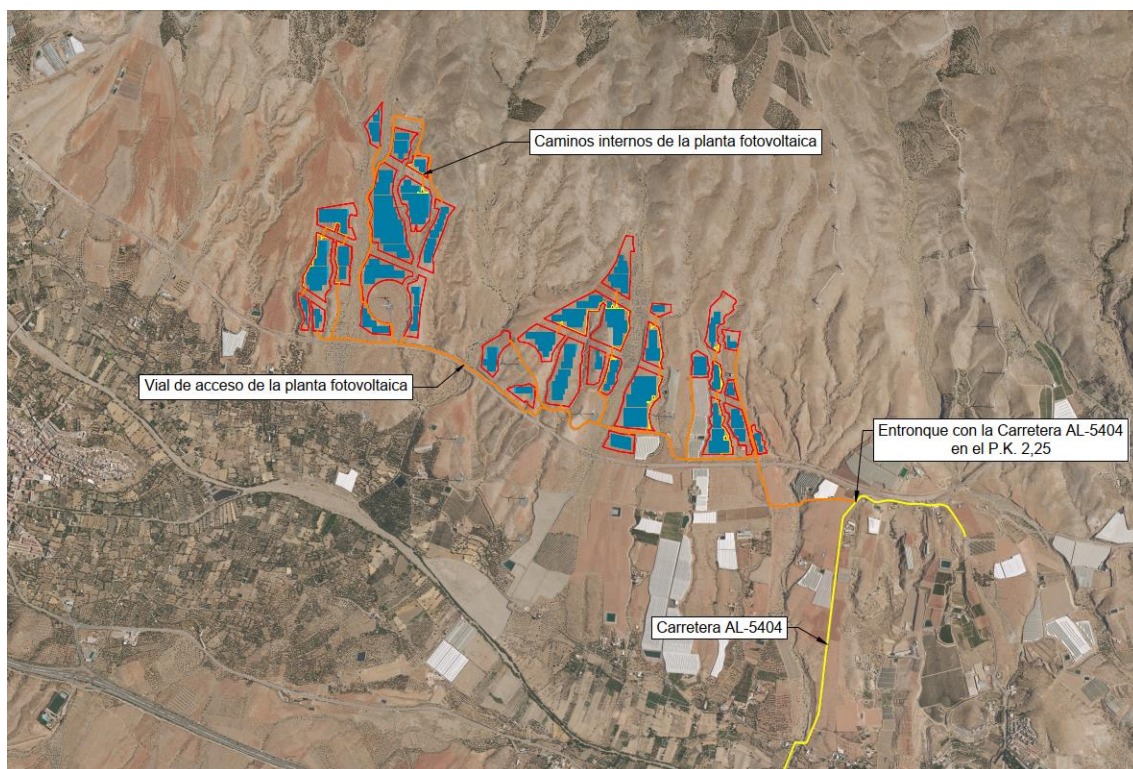 Caminos internos de la planta fotovoltaica
Vial de acceso de la planta fotovoltaica
Entronque con la Carretera AL-5404
en el P.K. 2,25
Carretera AL-5404